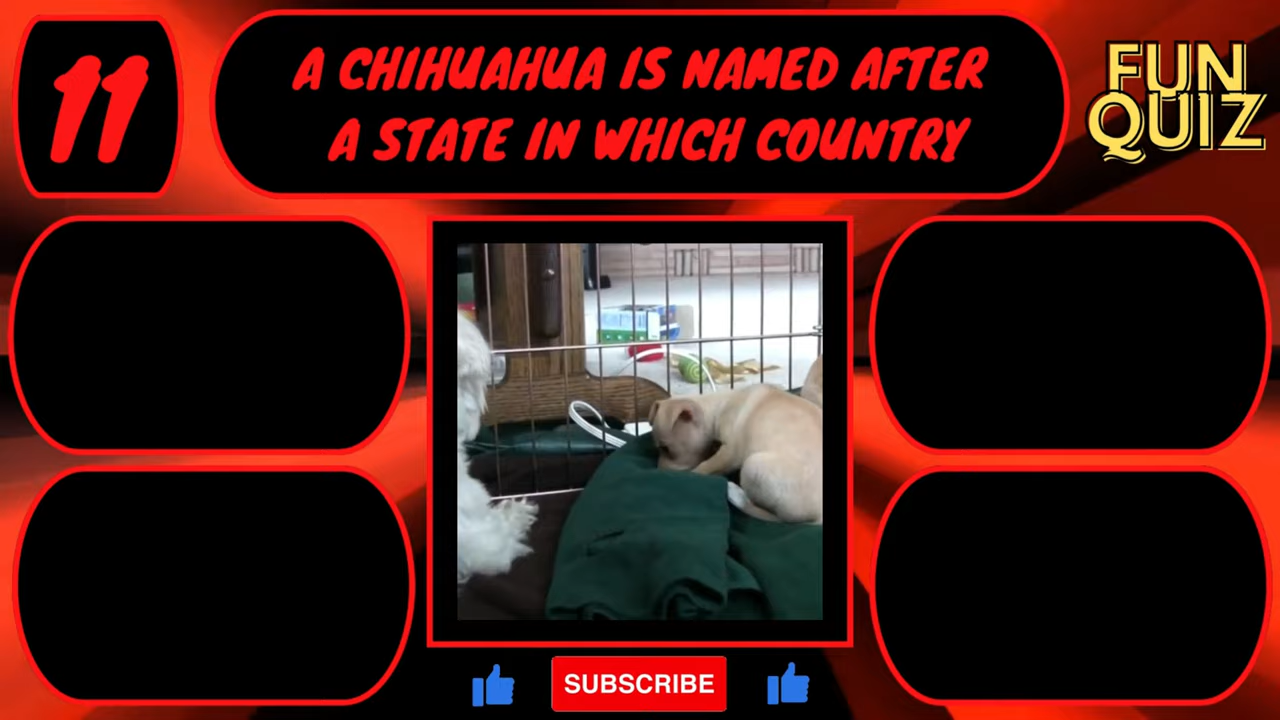 11
A CHIHUAHUA IS NAMED AFTER
A STATE IN WHICH COUNTRY
FUN
QUIZ
SUBSCRIBE